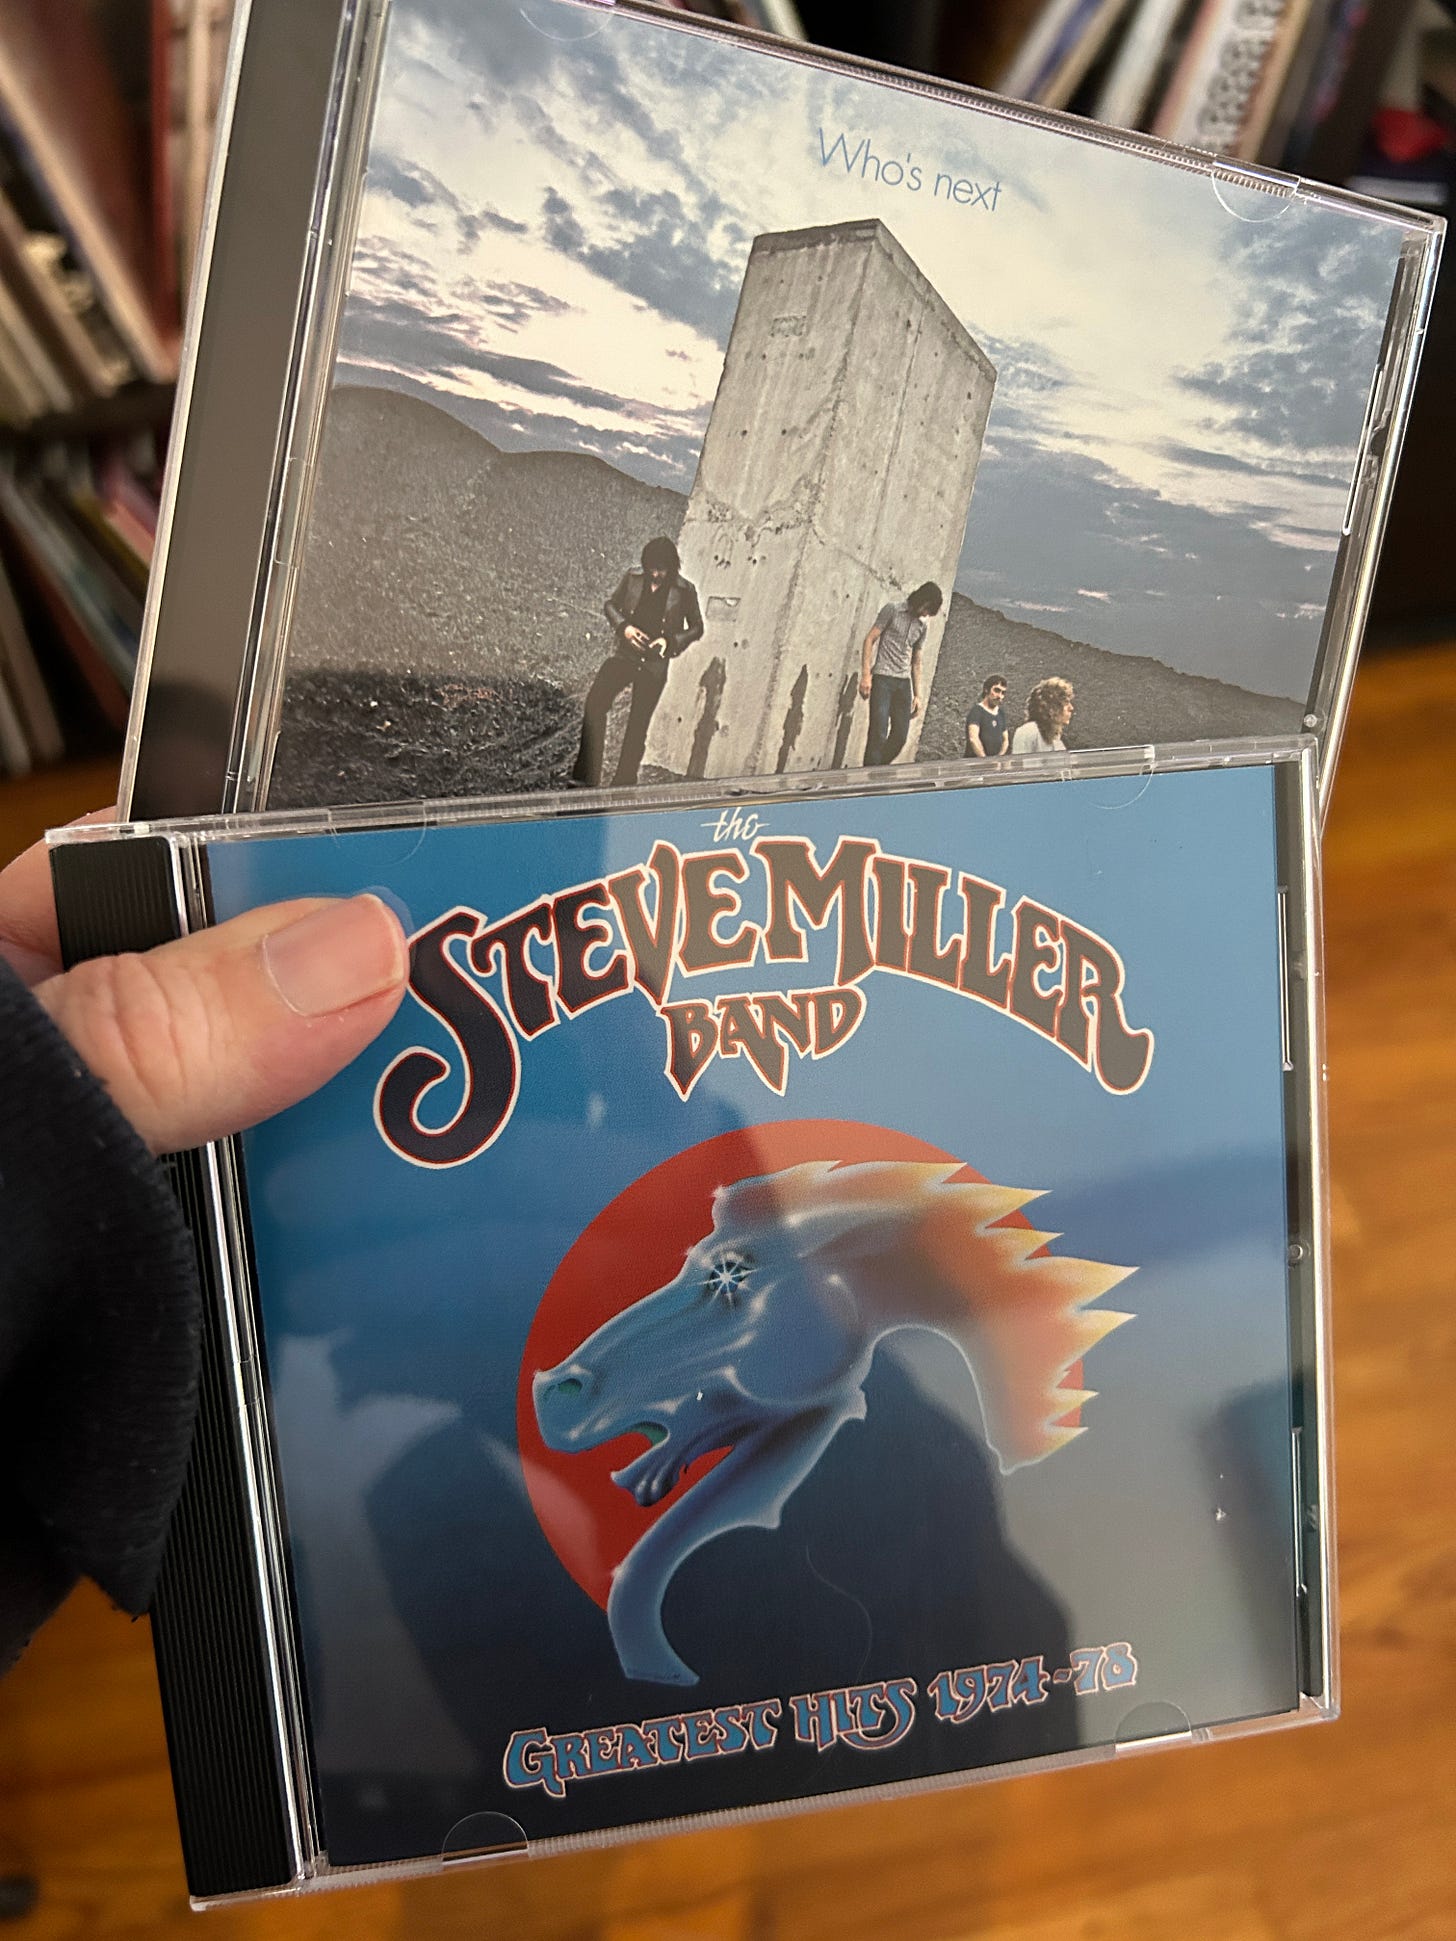 Who's next
the
STEVE MILLER
BAND
GREATEST HITS 1974-78